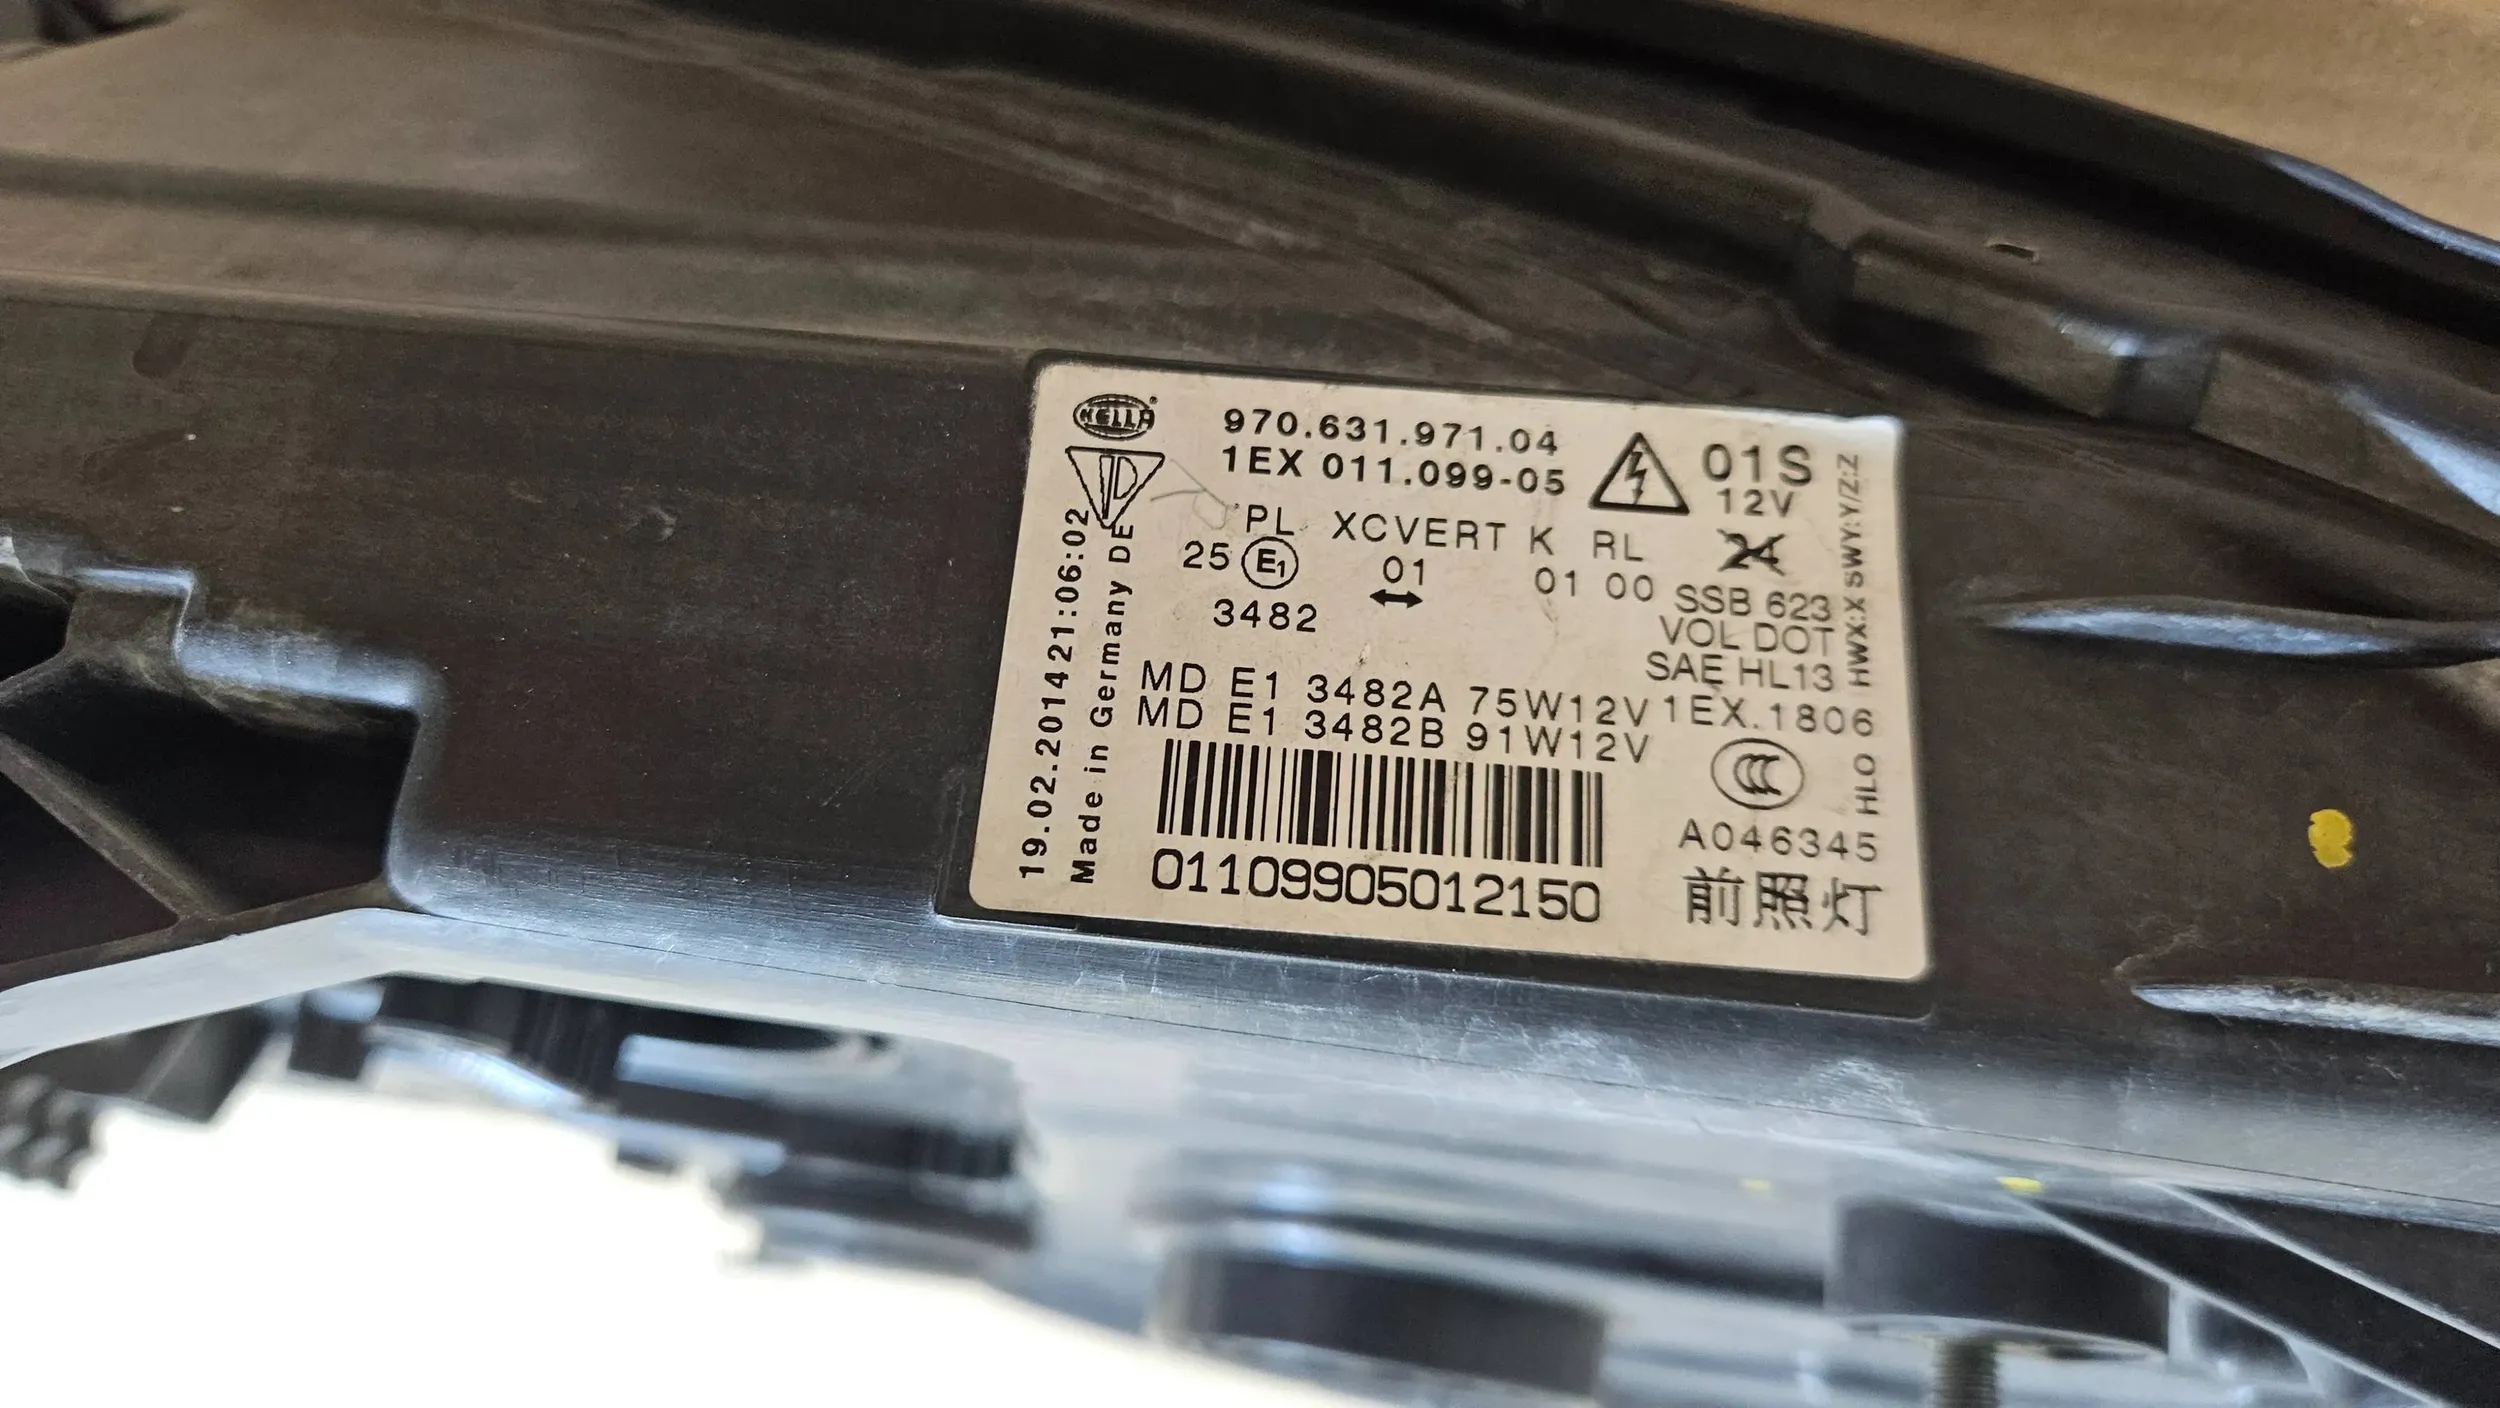 HELLA
970.631.971.04
1EX 011.099-05
01S
12V
24
PL XCVERT K RL
25 E1 01 01 00
3482
SSB 623
VOL DOT
SAE HL13
MD E1 3482A 75W12V
MD E1 3482B 91W12V
1EX.1806
CCC
A046345
前照灯
01109905012150
19.02.2014 21:06:02
Made in Germany DE
HWX:X SWY:Y/Z:Z
HLO